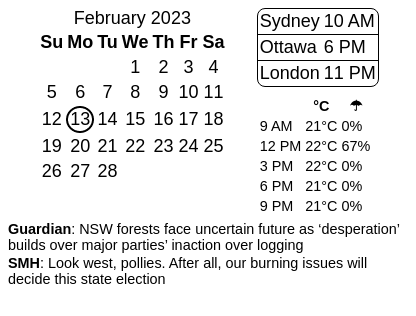 February 2023
Su Mo Tu We Th Fr Sa
1 2 3 4
5 6 7 8 9 10 11
12 13 14 15 16 17 18
19 20 21 22 23 24 25
26 27 28
Sydney 10 AM
Ottawa 6 PM
London 11 PM
°C ☂
9 AM 21°C 0%
12 PM 22°C 67%
3 PM 22°C 0%
6 PM 21°C 0%
9 PM 21°C 0%
Guardian: NSW forests face uncertain future as ‘desperation’
builds over major parties’ inaction over logging
SMH: Look west, pollies. After all, our burning issues will
decide this state election